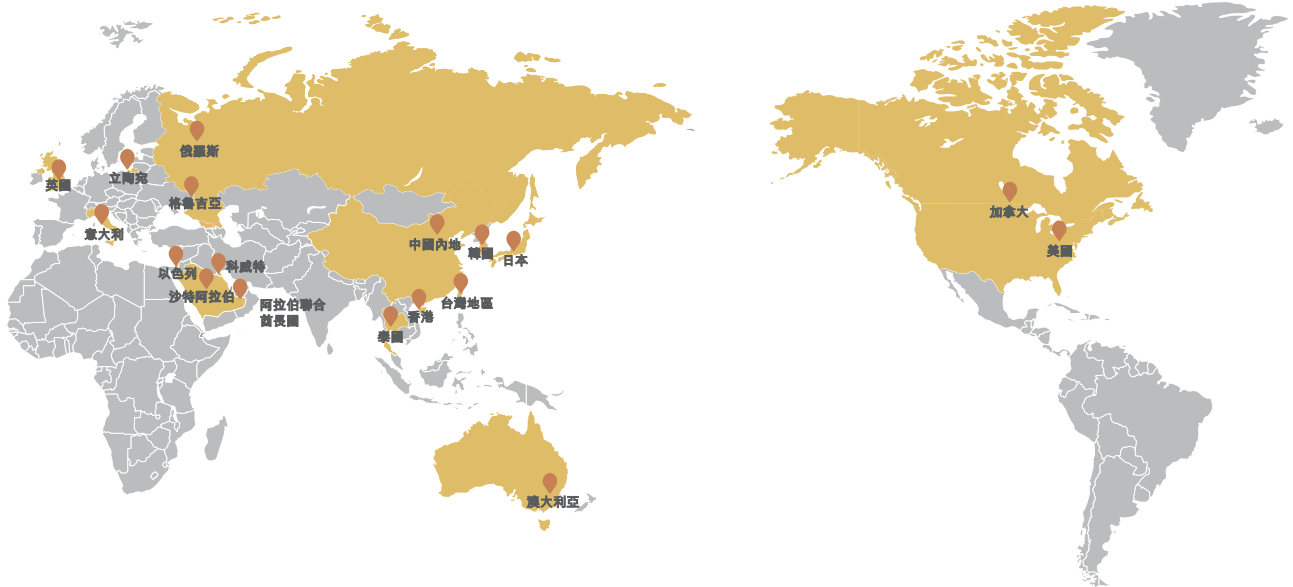 俄羅斯
立陶宛
英國
格魯吉亞
加拿大
意大利
中國內地
韓國
日本
美國
科威特
以色列
沙特阿拉伯
阿拉伯聯合
酋長國
台灣地區
香港
泰國
澳大利亞